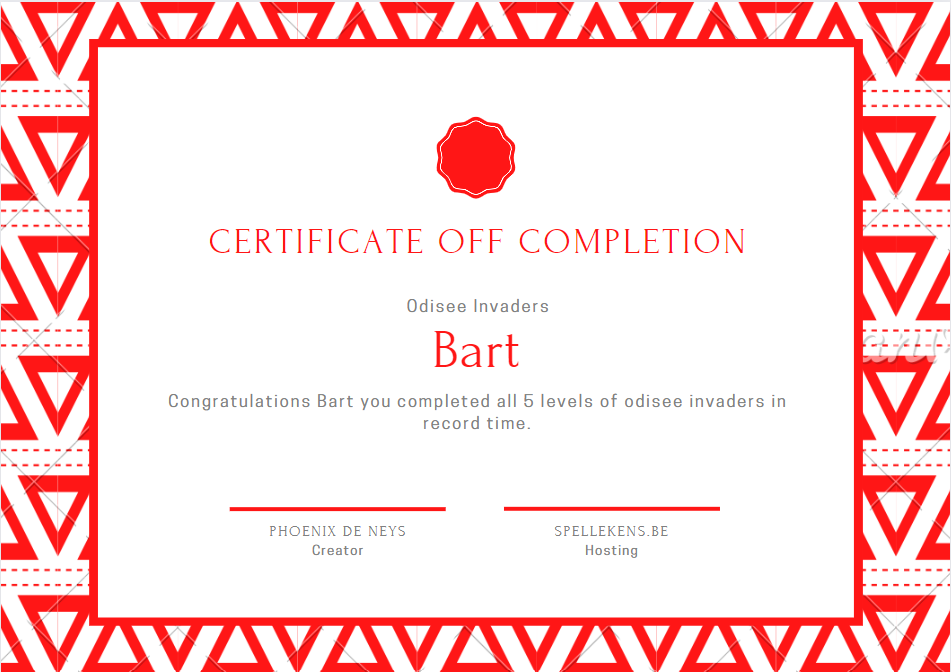 CERTIFICATE OFF COMPLETION
Odisee Invaders
Bart
Congratulations Bart you completed all 5 levels of odisee invaders in
record time.
PHOENIX DE NEYS
Creator
SPELLEKENS.BE
Hosting